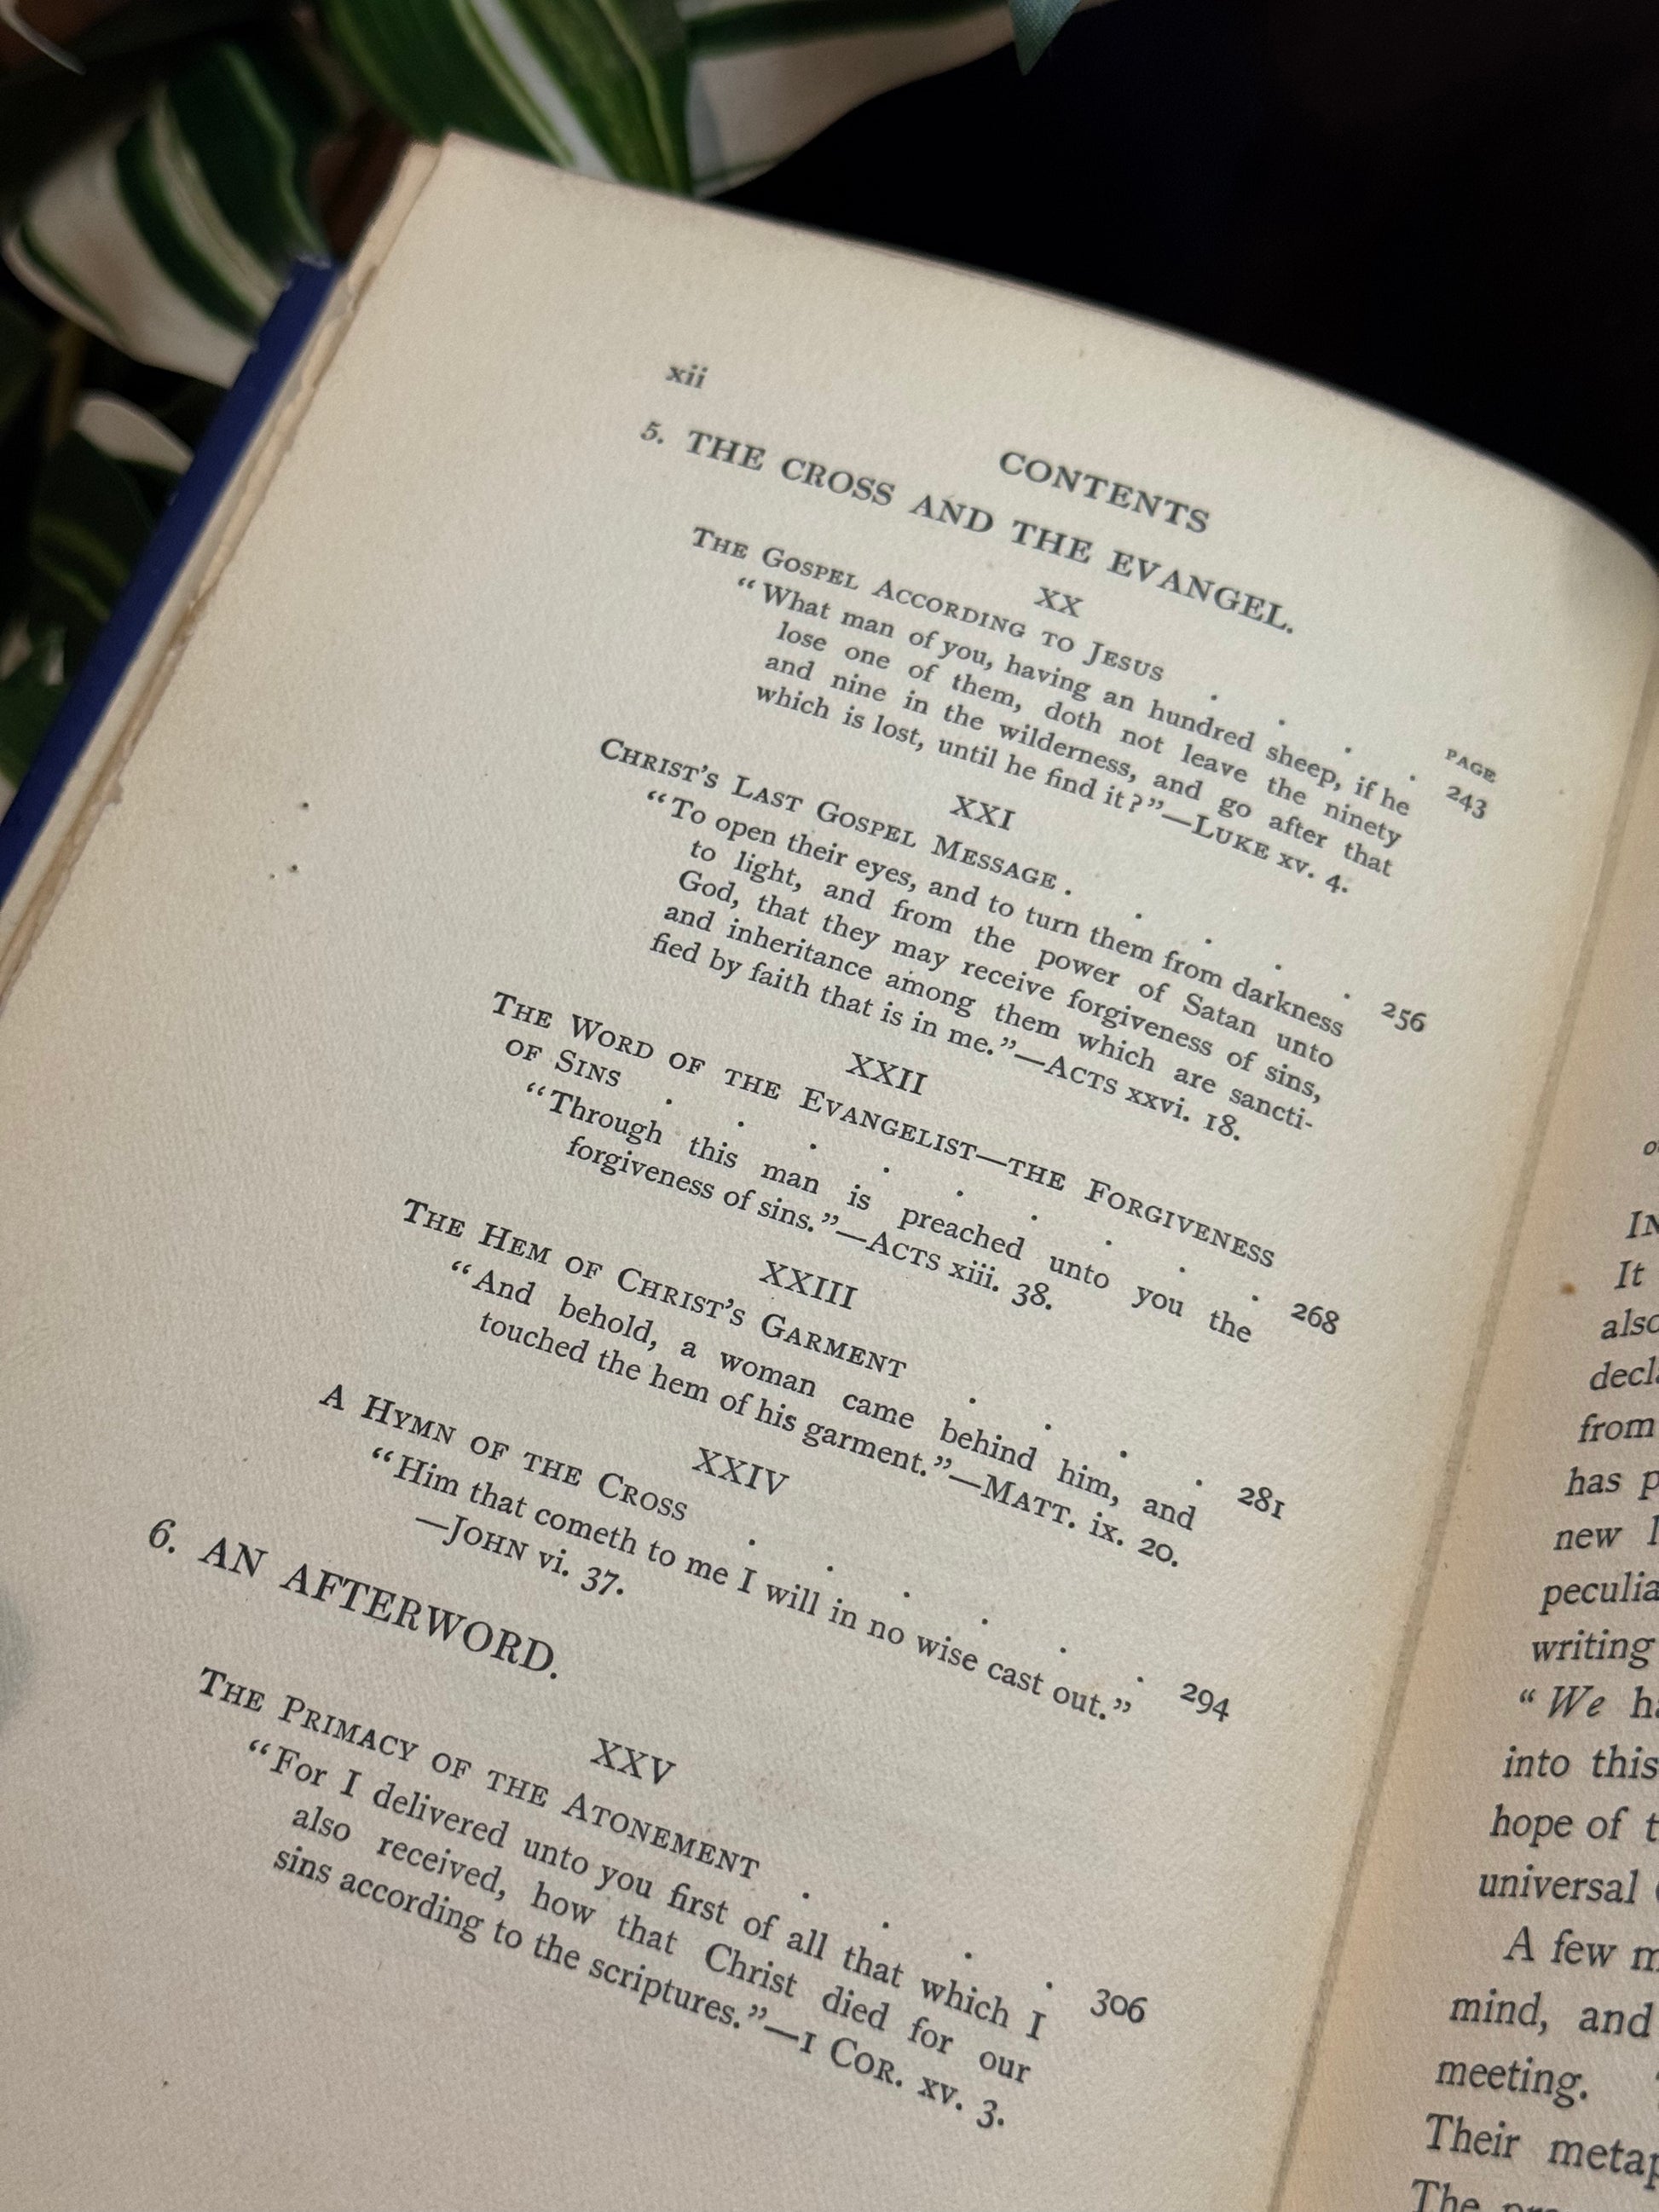 xii
CONTENTS
5. THE CROSS AND THE EVANGEL.
XX
PAGE
THE GOSPEL ACCORDING TO JESUS . . . . 243
“What man of you, having an hundred sheep, if he
lose one of them, doth not leave the ninety
and nine in the wilderness, and go after that
which is lost, until he find it?”—LUKE xv. 4.
XXI
CHRIST'S LAST GOSPEL MESSAGE . . . . . 256
“To open their eyes, and to turn them from darkness
to light, and from the power of Satan unto
God, that they may receive forgiveness of sins,
and inheritance among them which are sancti-
fied by faith that is in me.”—ACTS xxvi. 18.
XXII
THE WORD OF THE EVANGELIST—THE FORGIVENESS
OF SINS . . . . . . . . . 268
“Through this man is preached unto you the
forgiveness of sins.”—ACTS xiii. 38.
XXIII
THE HEM OF CHRIST'S GARMENT . . . . 281
“And behold, a woman came behind him, and
touched the hem of his garment.”—MATT. ix. 20.
XXIV
A HYMN OF THE CROSS . . . . . . 294
“Him that cometh to me I will in no wise cast out.”
—JOHN vi. 37.
6. AN AFTERWORD.
XXV
THE PRIMACY OF THE ATONEMENT . . . . 306
“For I delivered unto you first of all that which I
also received, how that Christ died for our
sins according to the scriptures.”—1 COR. xv. 3.
It
also
from
has
new
writing
“We
into this
hope of
universal
A few
mind, and
meeting.
Their
The